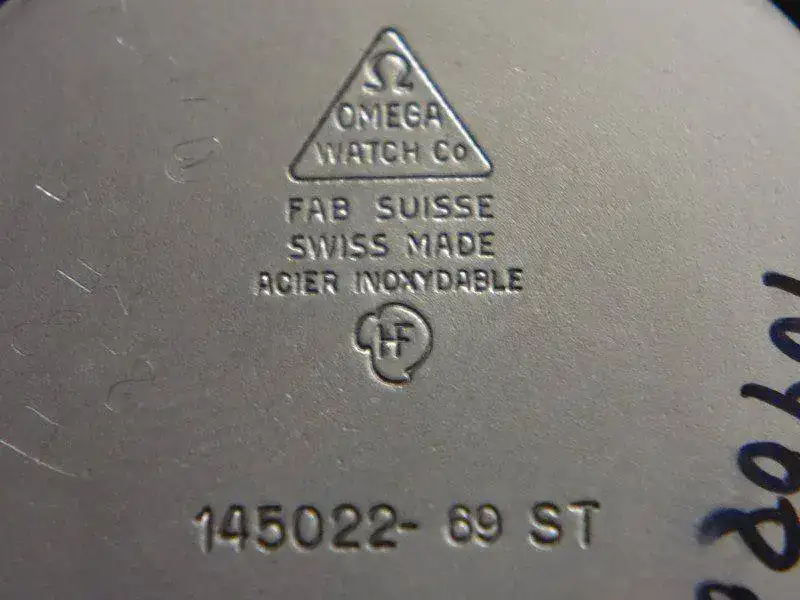 Ω
OMEGA
WATCH Co
FAB SUISSE
SWISS MADE
ACIER INOXYDABLE
HF
145022- 69 ST